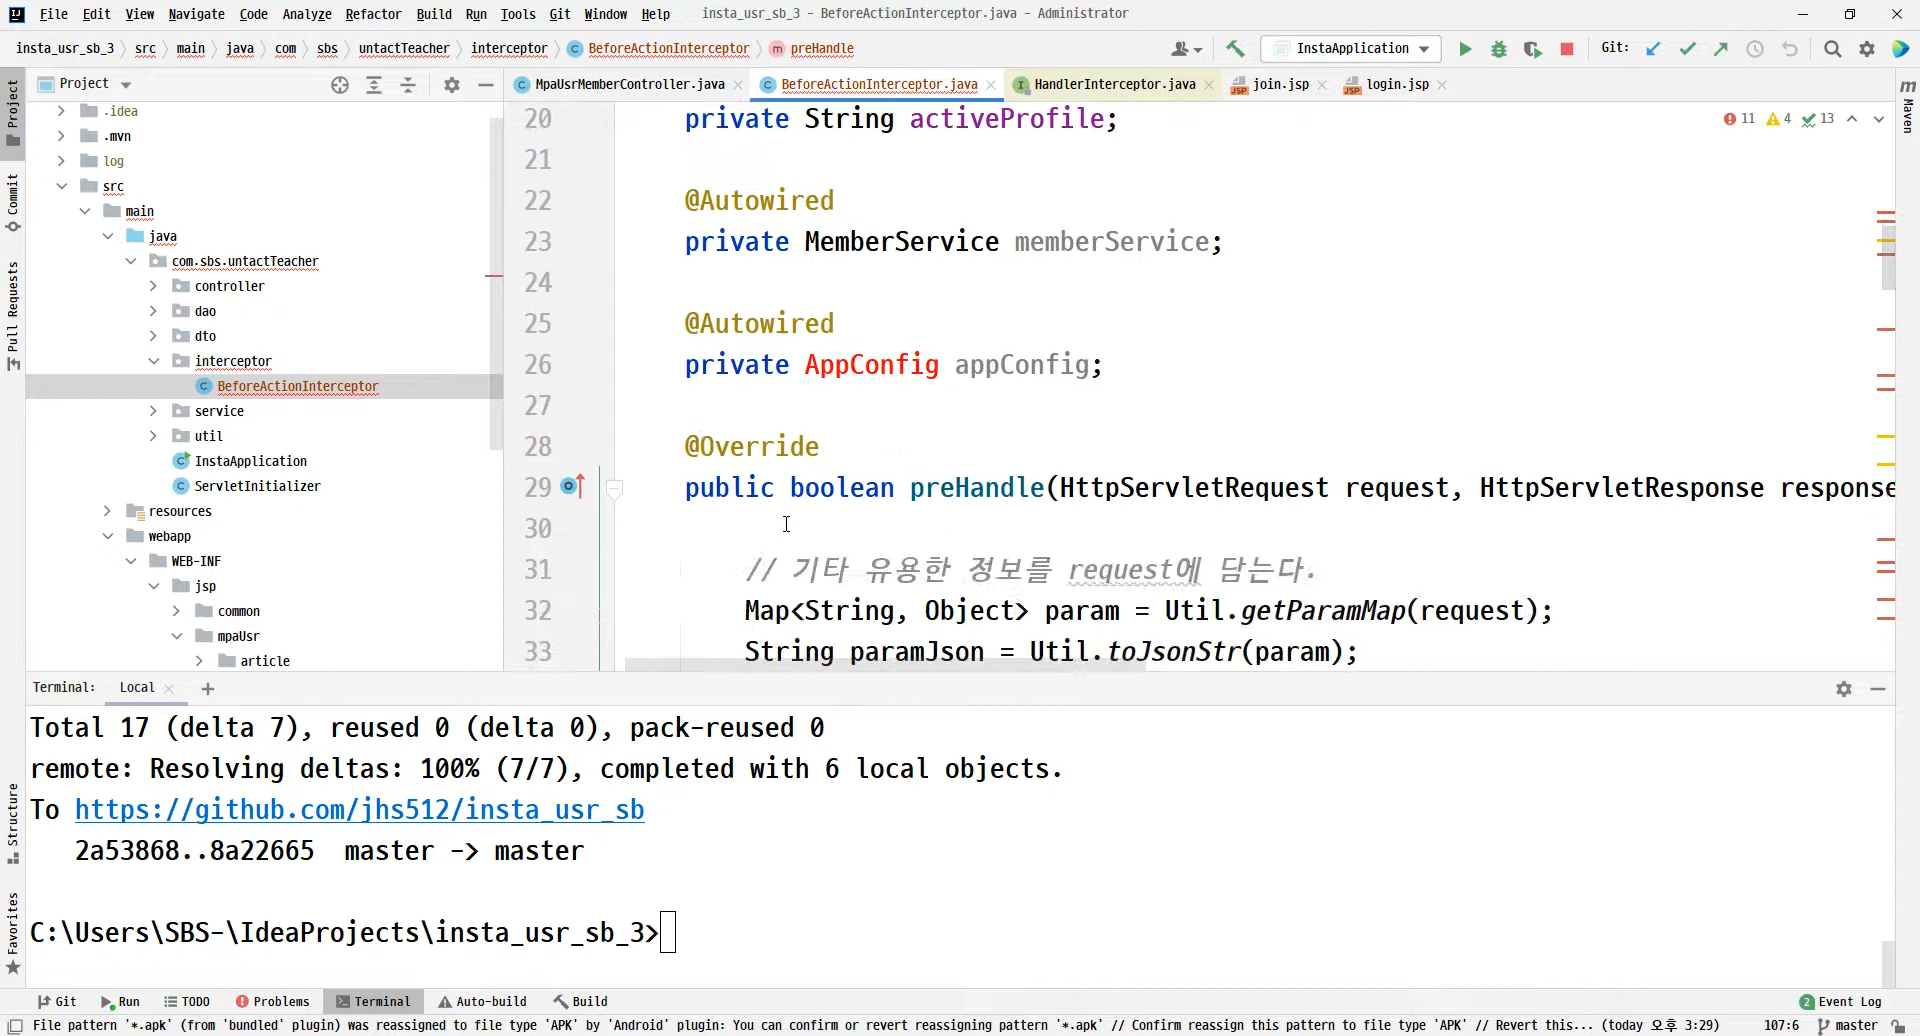 File Edit View Navigate Code Analyze Refactor Build Run Tools Git Window Help insta_usr_sb_3 - BeforeActionInterceptor.java - Administrator
insta_usr_sb_3 src main java com sbs untactTeacher interceptor BeforeActionInterceptor preHandle InstaApplication Git:
Project MpaUsrMemberController.java BeforeActionInterceptor.java HandlerInterceptor.java join.jsp login.jsp
.idea
.mvn
log
src
main
java
com.sbs.untactTeacher
controller
dao
dto
interceptor
BeforeActionInterceptor
service
util
InstaApplication
ServletInitializer
resources
webapp
WEB-INF
jsp
common
mpaUsr
article
11 4 13
20 private String activeProfile;
21
22 @Autowired
23 private MemberService memberService;
24
25 @Autowired
26 private AppConfig appConfig;
27
28 @Override
29 public boolean preHandle(HttpServletRequest request, HttpServletResponse response
30
31 // 기타 유용한 정보를 request에 담는다.
32 Map<String, Object> param = Util.getParamMap(request);
33 String paramJson = Util.toJsonStr(param);
Project
Commit
Pull Requests
Structure
Favorites
Maven
Terminal: Local
Total 17 (delta 7), reused 0 (delta 0), pack-reused 0
remote: Resolving deltas: 100% (7/7), completed with 6 local objects.
To https://github.com/jhs512/insta_usr_sb
2a53868..8a22665 master -> master
C:\Users\SBS-\IdeaProjects\insta_usr_sb_3>
Git Run TODO Problems Terminal Auto-build Build 2 Event Log
File pattern '*.apk' (from 'bundled' plugin) was reassigned to file type 'APK' by 'Android' plugin: You can confirm or revert reassigning pattern '*.apk' // Confirm reassign this pattern to file type 'APK' // Revert this... (today 오후 3:29) 107:6 master